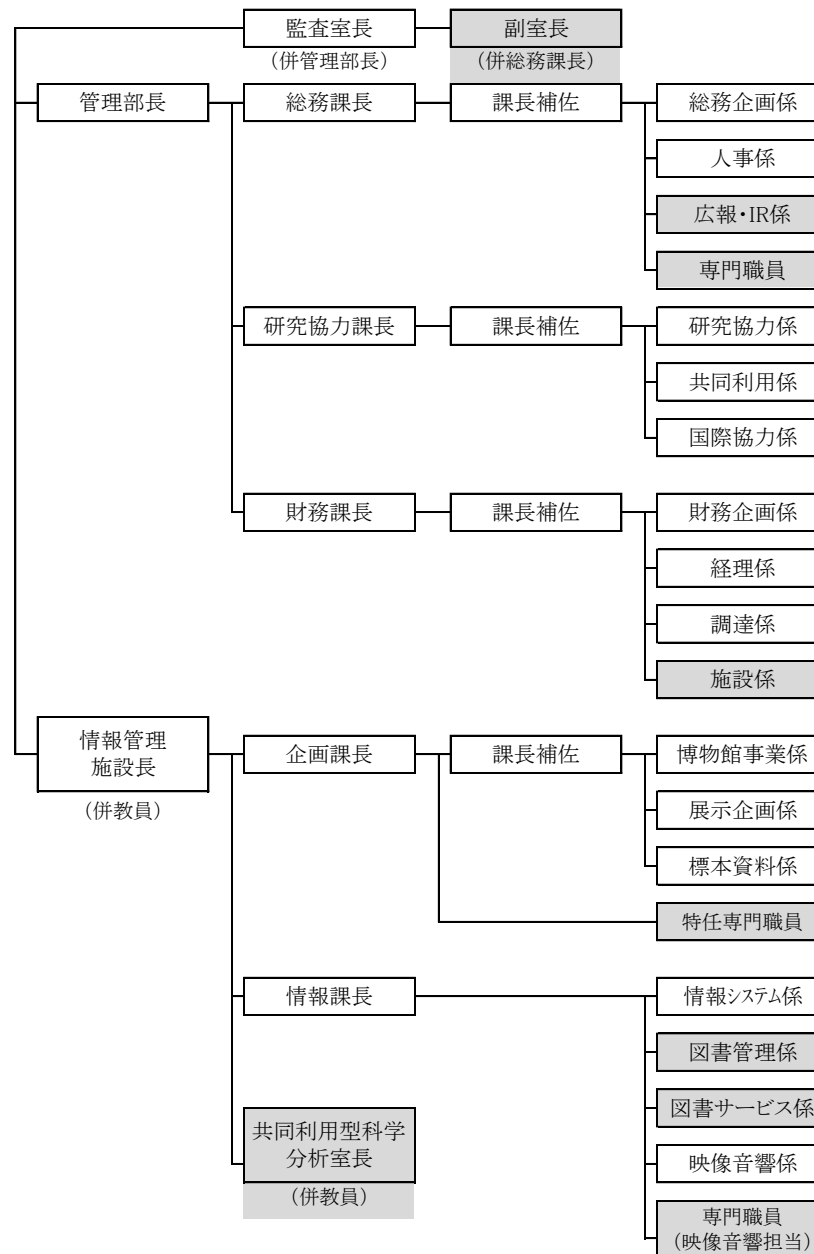 監査室長 副室長
(併管理部長) (併総務課長)
管理部長 総務課長 課長補佐 総務企画係
人事係
広報・IR係
専門職員
研究協力課長 課長補佐 研究協力係
共同利用係
国際協力係
財務課長 課長補佐 財務企画係
経理係
調達係
施設係
情報管理
施設長
(併教員)
企画課長 課長補佐 博物館事業係
展示企画係
標本資料係
特任専門職員
情報課長 情報システム係
図書管理係
図書サービス係
共同利用型科学
分析室長
(併教員)
映像音響係
専門職員
(映像音響担当)